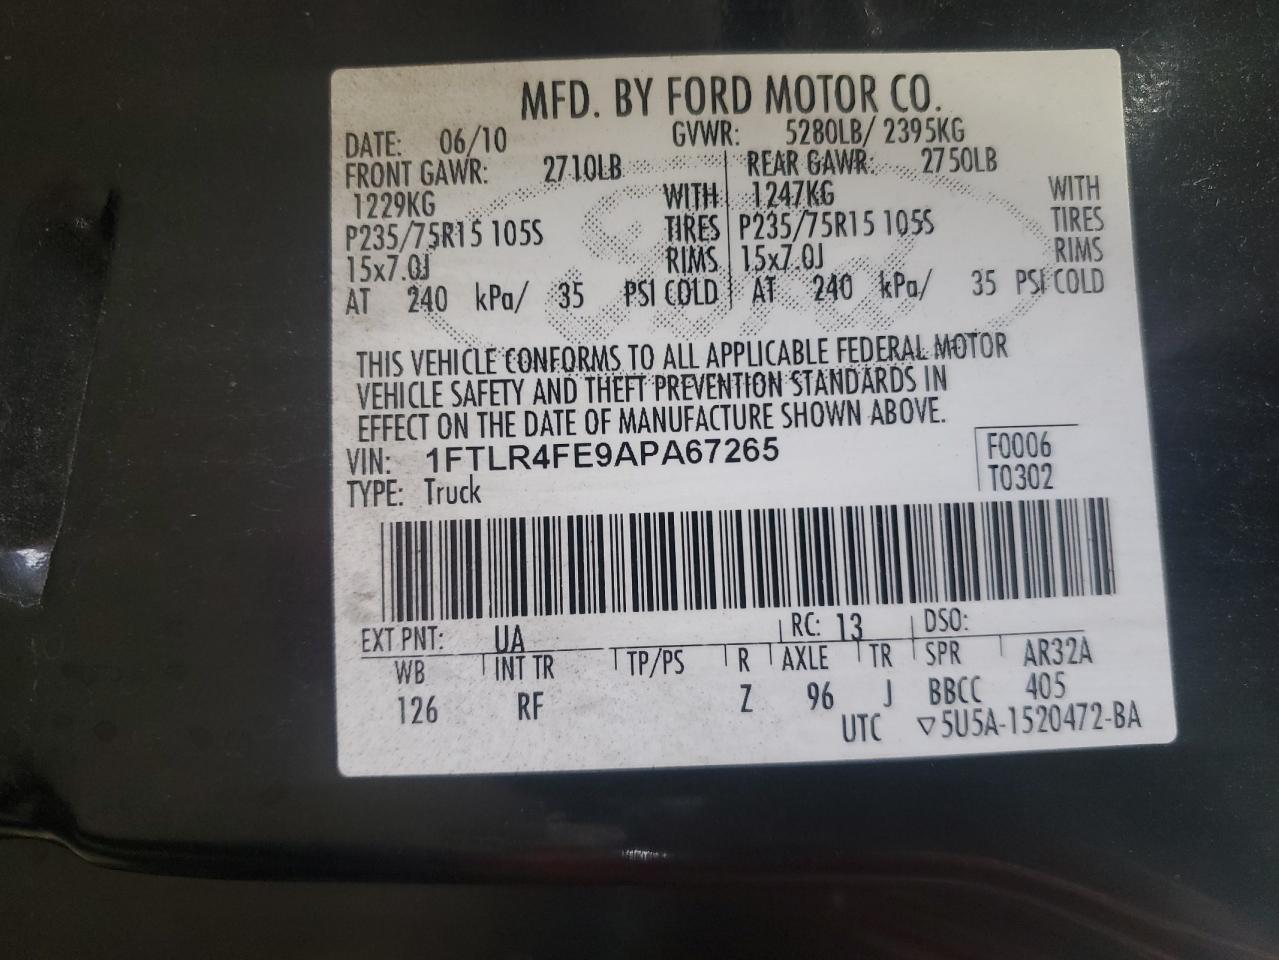 MFD. BY FORD MOTOR CO.
DATE: 06/10 GVWR: 5280LB/ 2395KG
FRONT GAWR: 2710LB REAR GAWR: 2750LB
1229KG WITH 1247KG WITH
P235/75R15 105S TIRES P235/75R15 105S TIRES
15x7.0J RIMS 15x7.0J RIMS
AT 240 kPa/ 35 PSI COLD AT 240 kPa/ 35 PSI COLD
THIS VEHICLE CONFORMS TO ALL APPLICABLE FEDERAL MOTOR
VEHICLE SAFETY AND THEFT PREVENTION STANDARDS IN
EFFECT ON THE DATE OF MANUFACTURE SHOWN ABOVE.
VIN: 1FTLR4FE9APA67265 F0006
TYPE: Truck T0302
EXT PNT: UA RC: 13 DSO:
WB INT TR TP/PS R AXLE TR SPR AR32A
126 RF Z 96 J BBCC 405
UTC ▽5U5A-1520472-BA